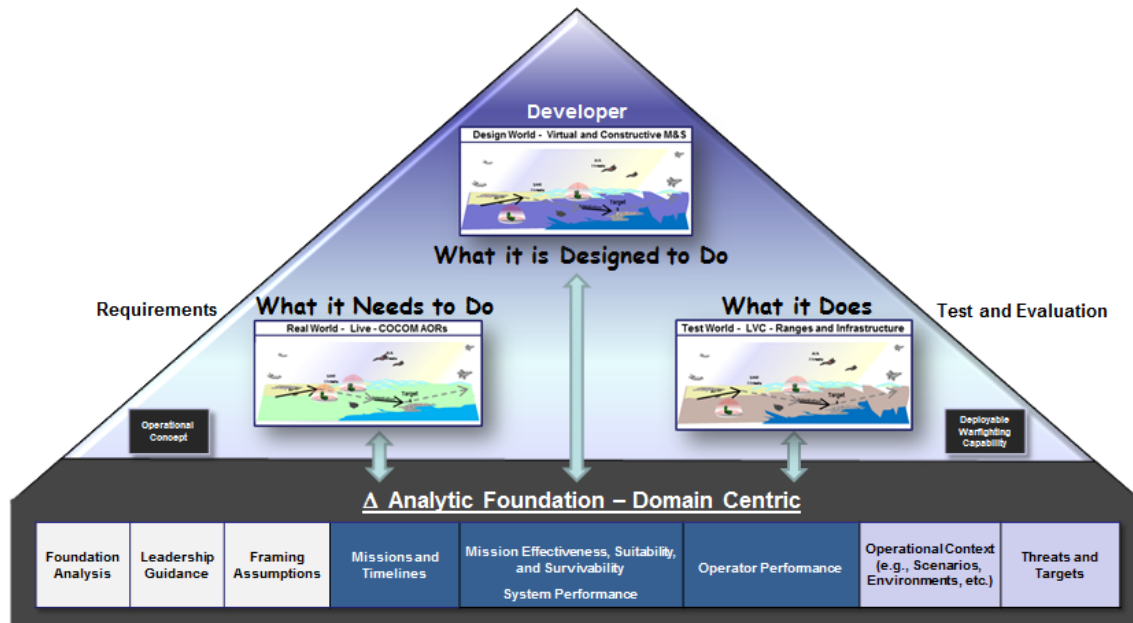 Developer
Design World - Virtual and Constructive M&S
Target
What it is Designed to Do
Requirements
What it Needs to Do
Real World - Live - COCOM AORs
Target
What it Does
Test World - LVC - Ranges and Infrastructure
Target
Test and Evaluation
Operational
Concept
Deployable
Warfighting
Capability
Δ Analytic Foundation – Domain Centric
Foundation
Analysis
Leadership
Guidance
Framing
Assumptions
Missions and
Timelines
Mission Effectiveness, Suitability,
and Survivability
System Performance
Operator Performance
Operational Context
(e.g., Scenarios,
Environments, etc.)
Threats and
Targets